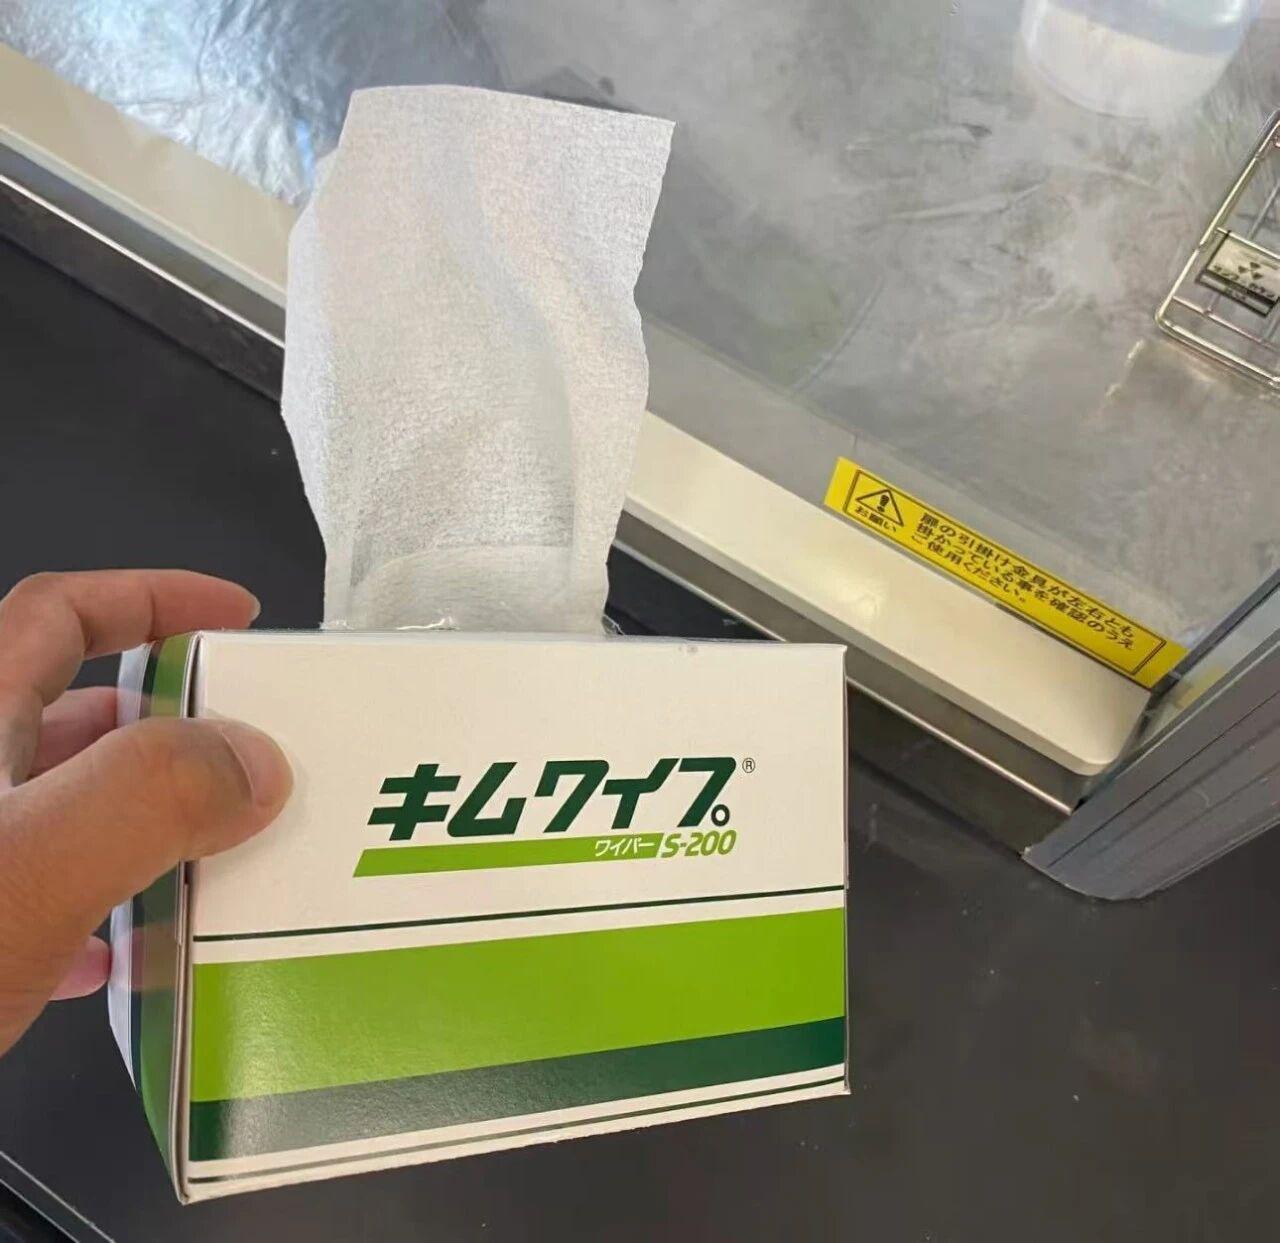 キムワイプ®
ワイパー S-200
お願い
扉の引掛け金具が左右とも
掛かっている事を確認のうえ
ご使用ください。